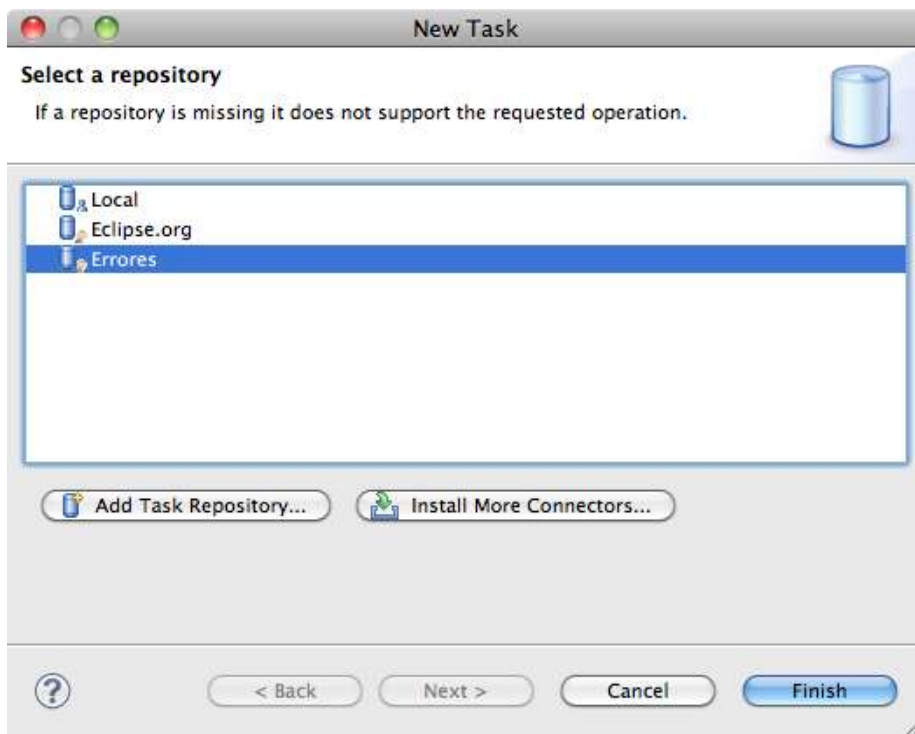 New Task
Select a repository
If a repository is missing it does not support the requested operation.
Local
Eclipse.org
Errores
Add Task Repository... Install More Connectors...
? < Back Next > Cancel Finish